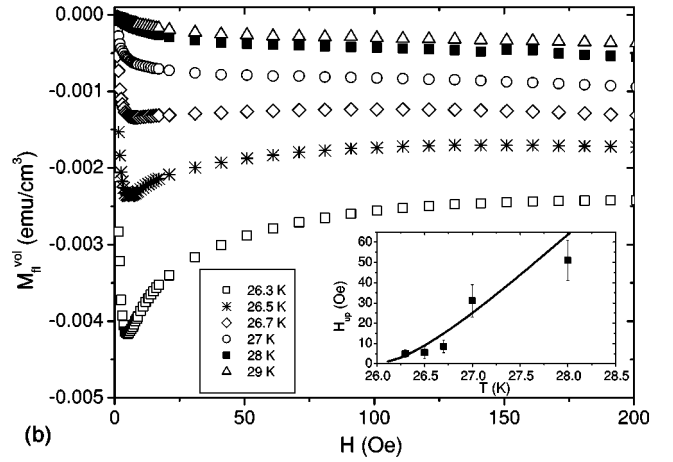 0.000
-0.001
-0.002
-0.003
-0.004
-0.005
M_fl^vol (emu/cm³)
26.3 K
26.5 K
26.7 K
27 K
28 K
29 K
60
50
40
30
20
10
0
H_up (Oe)
26.0 26.5 27.0 27.5 28.0 28.5
T (K)
0 50 100 150 200
H (Oe)
(b)